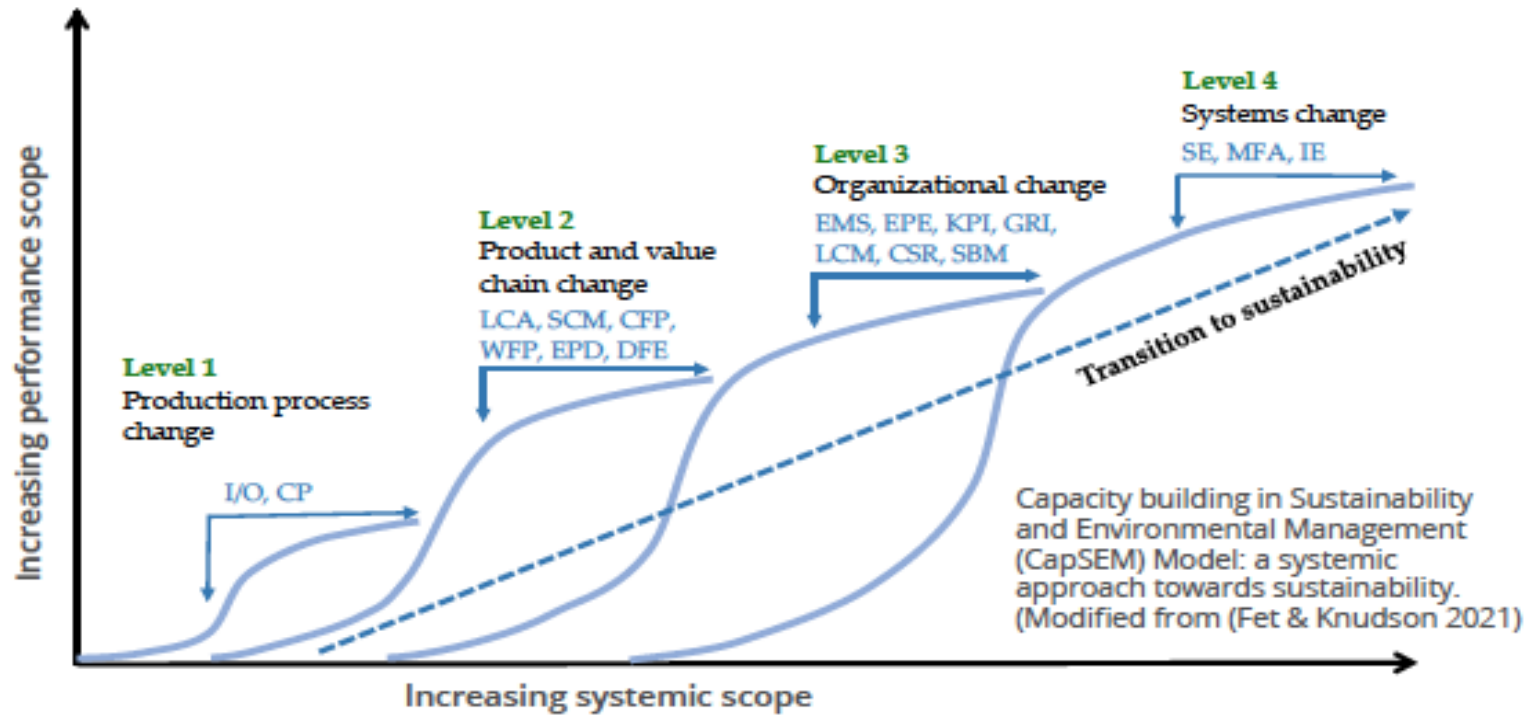 Increasing performance scope
Level 1
Production process
change
I/O, CP
Level 2
Product and value
chain change
LCA, SCM, CFP,
WFP, EPD, DFE
Level 3
Organizational change
EMS, EPE, KPI, GRI,
LCM, CSR, SBM
Level 4
Systems change
SE, MFA, IE
Transition to sustainability
Capacity building in Sustainability
and Environmental Management
(CapSEM) Model: a systemic
approach towards sustainability.
(Modified from (Fet & Knudson 2021)
Increasing systemic scope